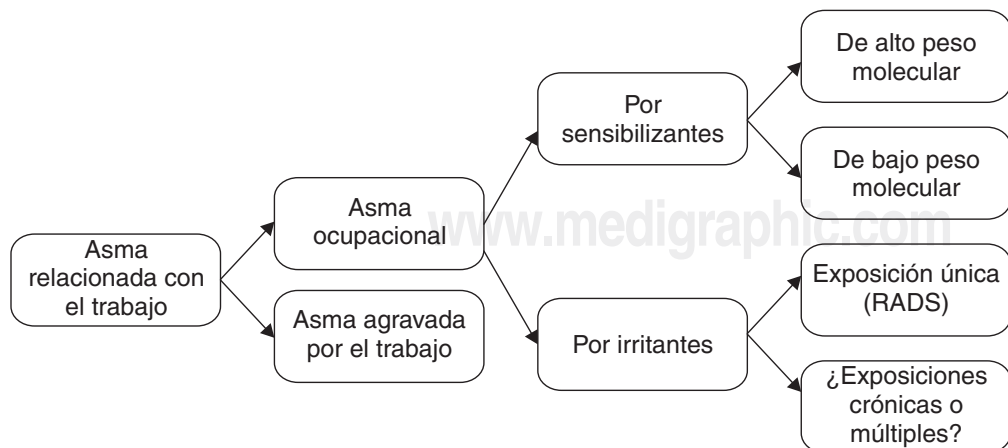 Asma
relacionada con
el trabajo
Asma
ocupacional
Asma agravada
por el trabajo
Por
sensibilizantes
Por irritantes
De alto peso
molecular
De bajo peso
molecular
Exposición única
(RADS)
¿Exposiciones
crónicas o
múltiples?
www.medigraphic.com